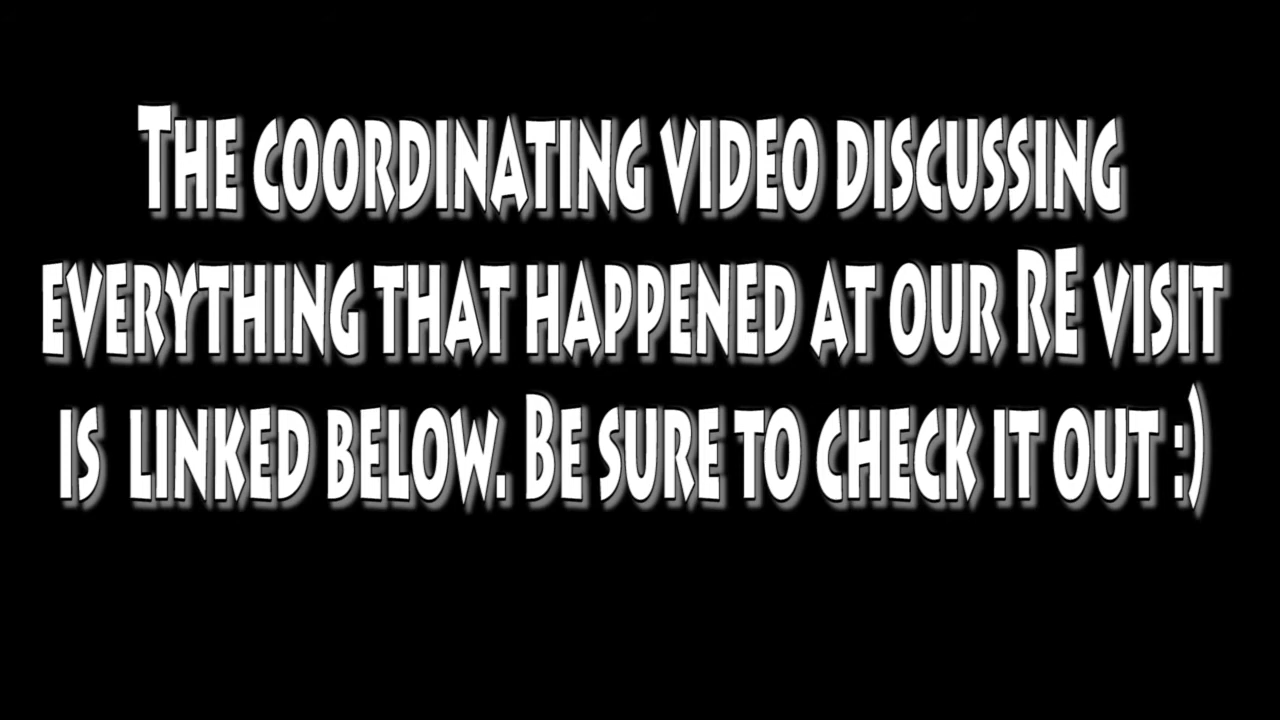 The coordinating video discussing
everything that happened at our RE visit
is linked below. Be sure to check it out :)